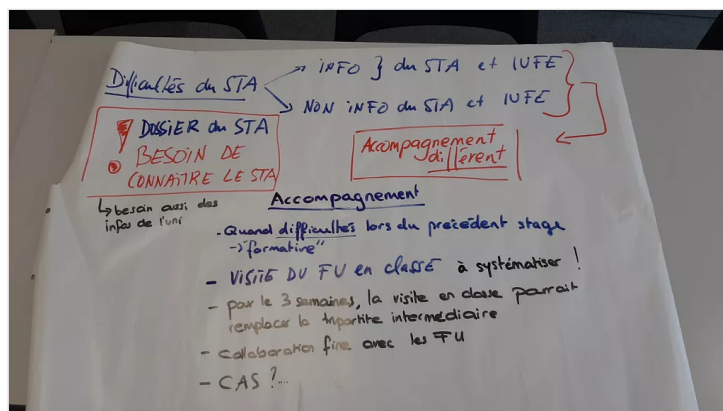 Difficultés du STA
→ INFO } du STA et IUFE
→ NON INFO du STA et IUFE
! DOSSIER du STA
BESOIN DE
CONNAITRE LE STA
↳ besoin aussi des
infos de l'uni
Accompagnement
différent
Accompagnement
- Quand difficultés lors du précédent stage
→ "formative"
- VISITE DU FU en classe à systématiser !
- pour le 3 semaines, la visite en classe pourrait
remplacer la tripartite intermédiaire
- Collaboration fine avec les FU
- CAS ?...